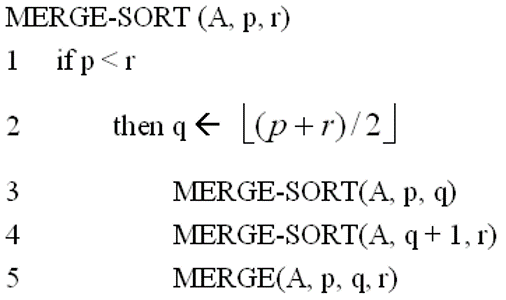 MERGE-SORT (A, p, r)
1 if p < r
2 then q ← ⌊(p + r) / 2⌋
3 MERGE-SORT(A, p, q)
4 MERGE-SORT(A, q + 1, r)
5 MERGE(A, p, q, r)